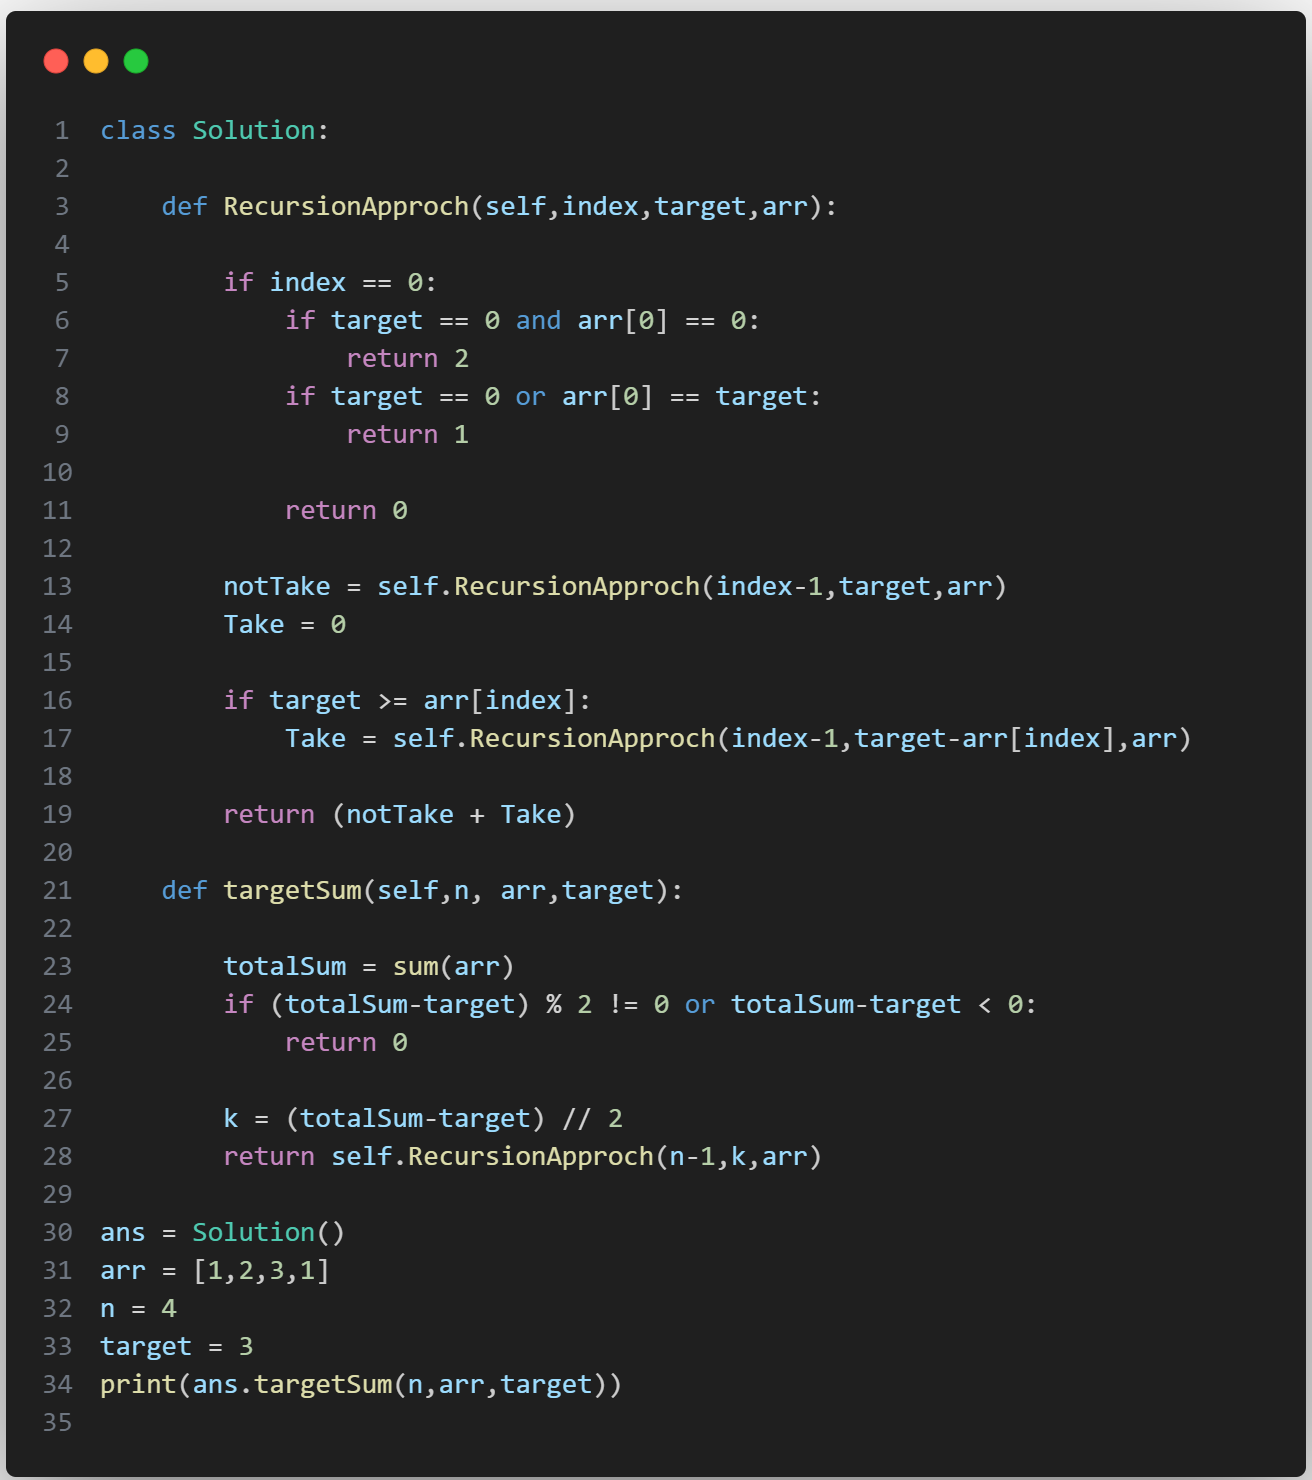 1 class Solution:
2
3     def RecursionApproch(self,index,target,arr):
4
5         if index == 0:
6             if target == 0 and arr[0] == 0:
7                 return 2
8             if target == 0 or arr[0] == target:
9                 return 1
10
11             return 0
12
13         notTake = self.RecursionApproch(index-1,target,arr)
14         Take = 0
15
16         if target >= arr[index]:
17             Take = self.RecursionApproch(index-1,target-arr[index],arr)
18
19         return (notTake + Take)
20
21     def targetSum(self,n, arr,target):
22
23         totalSum = sum(arr)
24         if (totalSum-target) % 2 != 0 or totalSum-target < 0:
25             return 0
26
27         k = (totalSum-target) // 2
28         return self.RecursionApproch(n-1,k,arr)
29
30 ans = Solution()
31 arr = [1,2,3,1]
32 n = 4
33 target = 3
34 print(ans.targetSum(n,arr,target))
35